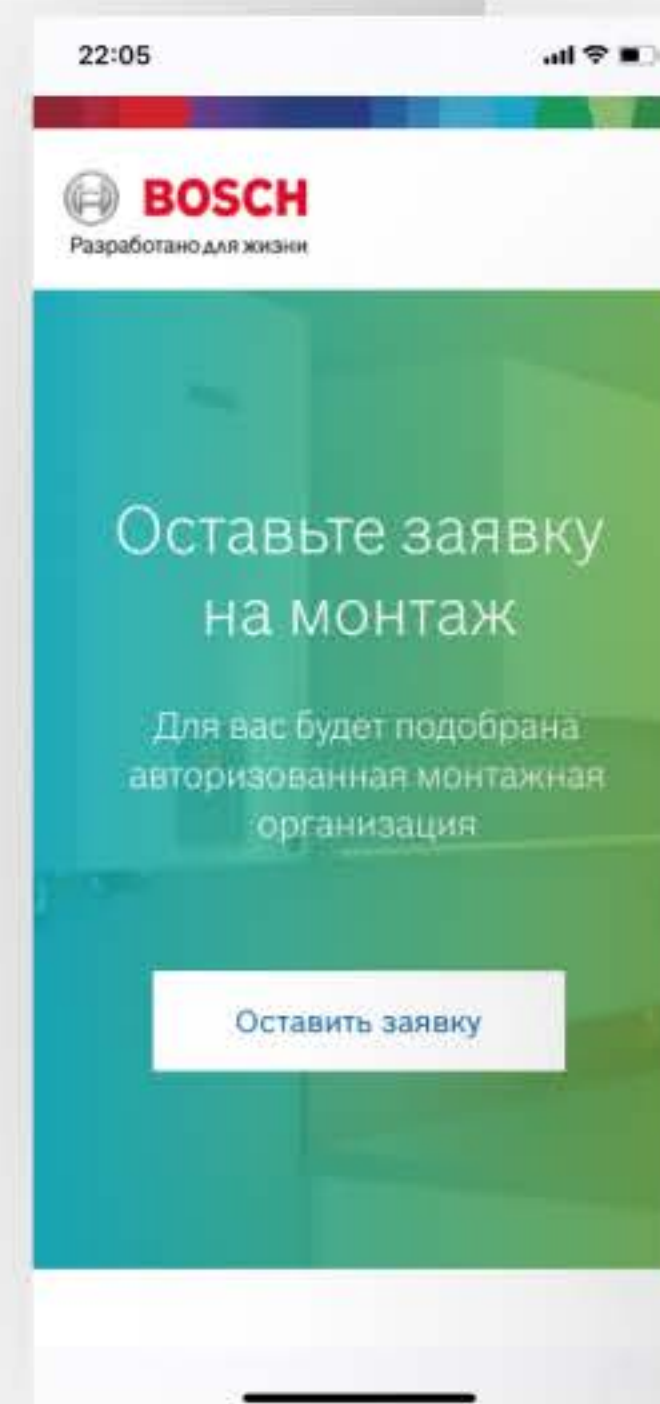 22:05
BOSCH
Разработано для жизни
Оставьте заявку
на монтаж
Для вас будет подобрана
авторизованная монтажная
организация
Оставить заявку